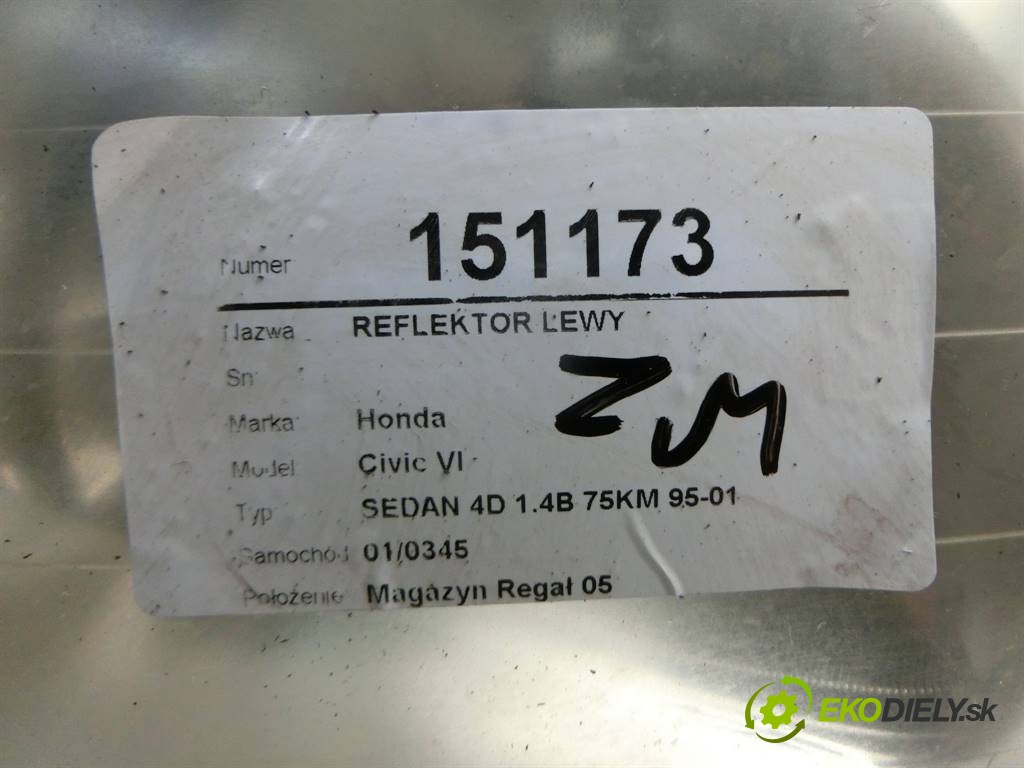 Numer 151173
Nazwa REFLEKTOR LEWY
Sn
Marka Honda
Model Civic VI
Typ SEDAN 4D 1.4B 75KM 95-01
Samochód 01/0345
Położenie Magazyn Regał 05
ZM
EKODIELY.sk